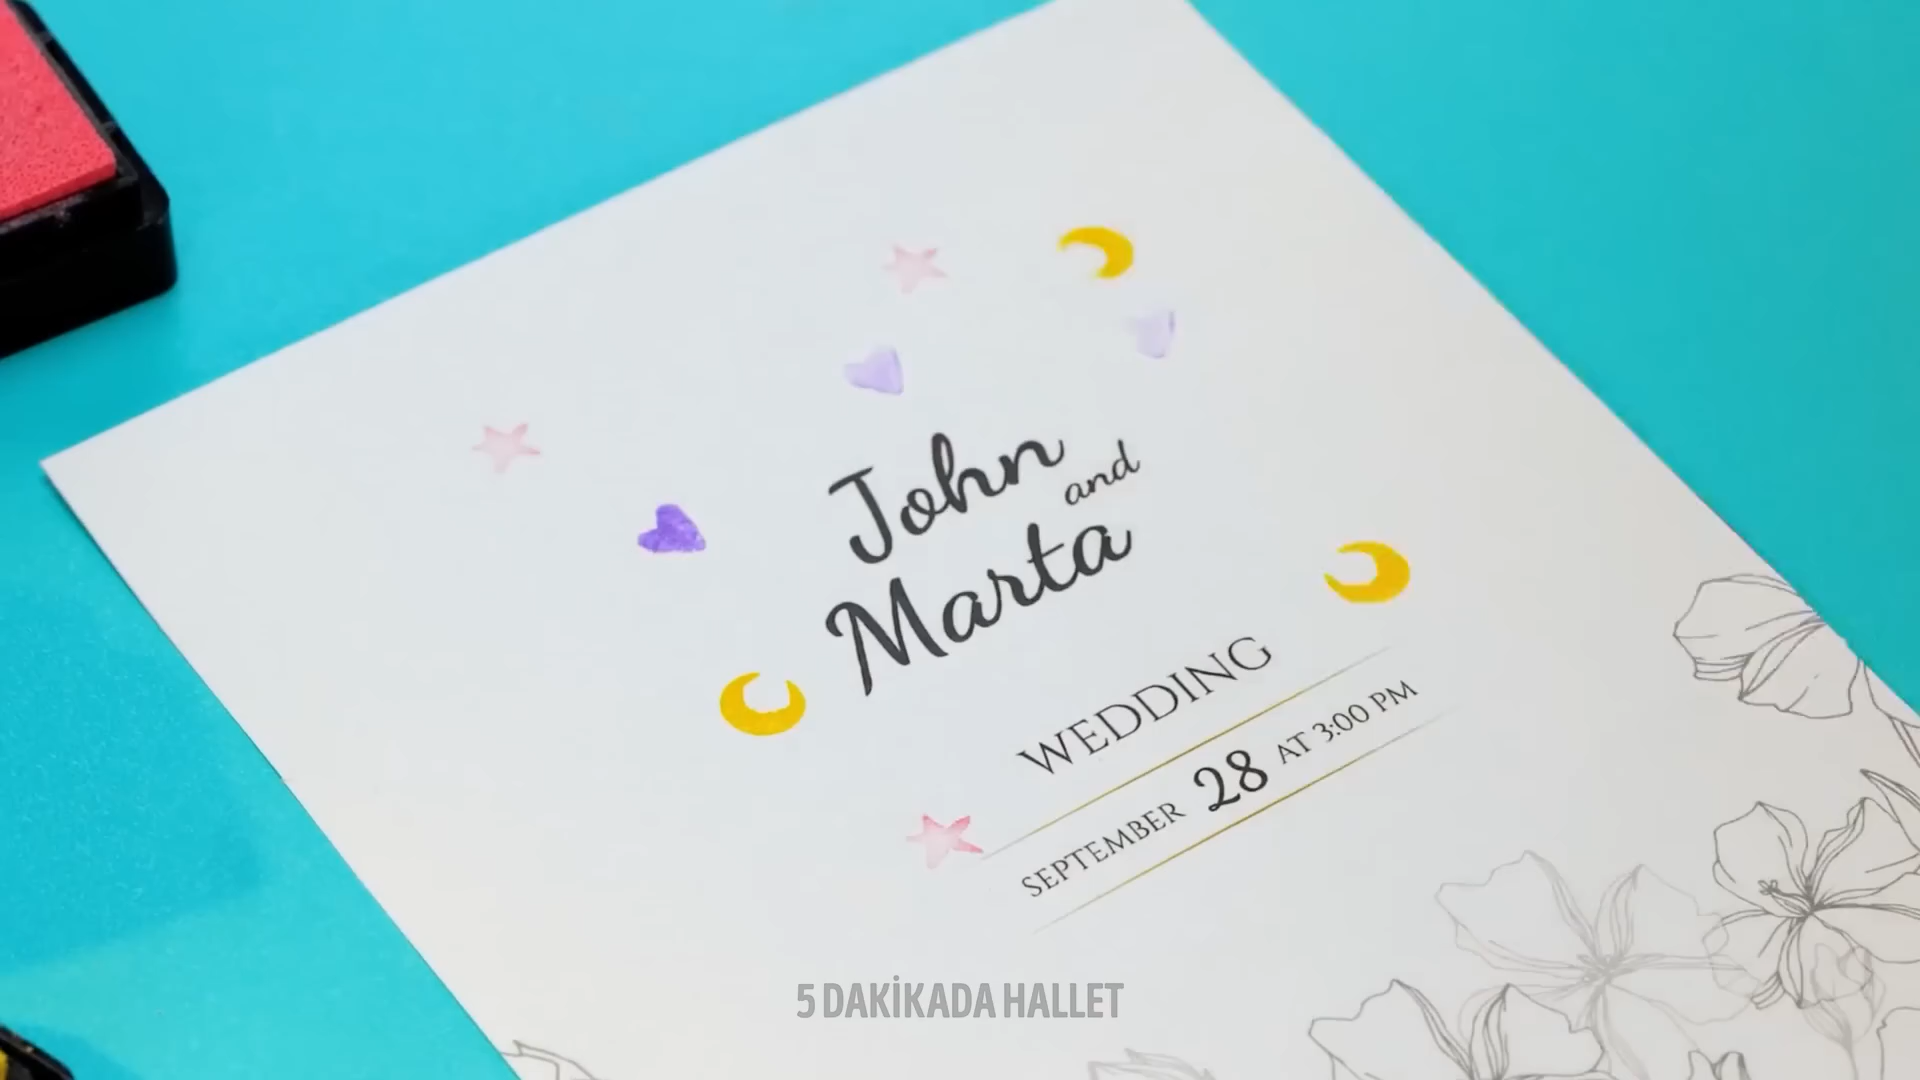 John
and
Marta
WEDDING
SEPTEMBER 28 AT 3:00 PM
5 DAKİKADA HALLET